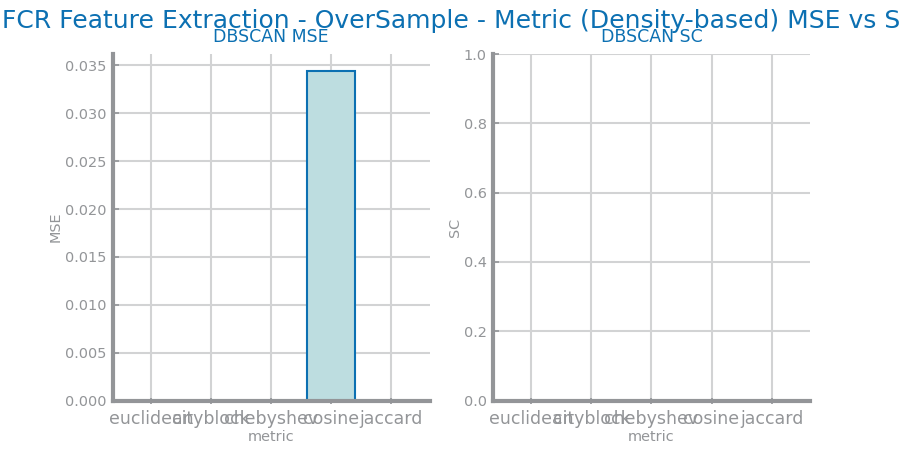 FCR Feature Extraction - OverSample - Metric (Density-based) MSE vs S
DBSCAN MSE
DBSCAN SC
0.035
0.030
0.025
0.020
0.015
0.010
0.005
0.000
MSE
euclidean cityblock chebyshev cosine jaccard
metric
1.0
0.8
0.6
0.4
0.2
0.0
SC
euclidean cityblock chebyshev cosine jaccard
metric